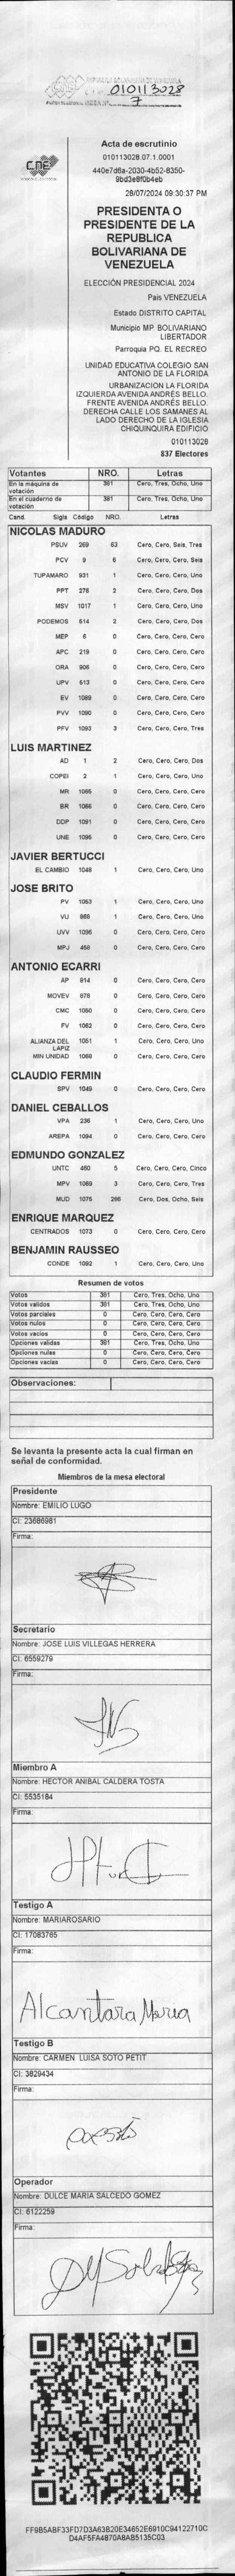 REPUBLICA BOLIVARIANA DE VENEZUELA
010113028
7
CNE
Acta de escrutinio
010113028.07.1.0001
440e7d6a-2030-4b52-8350-
9bd3e8f0b4eb
28/07/2024 09:30:37 PM
PRESIDENTA O
PRESIDENTE DE LA
REPUBLICA
BOLIVARIANA DE
VENEZUELA
ELECCIÓN PRESIDENCIAL 2024
Pais VENEZUELA
Estado DISTRITO CAPITAL
Municipio MP. BOLIVARIANO
LIBERTADOR
Parroquia PQ. EL RECREO
UNIDAD EDUCATIVA COLEGIO SAN
ANTONIO DE LA FLORIDA
URBANIZACIÓN LA FLORIDA
IZQUIERDA AVENIDA ANDRÉS BELLO.
FRENTE AVENIDA ANDRÉS BELLO.
DERECHA CALLE LOS SAMANES AL
LADO DERECHO DE LA IGLESIA
CHIQUINQUIRA EDIFICIO
010113028
837 Electores
Votantes NRO. Letras
En la máquina de votación 381 Cero, Tres, Ocho, Uno
En el cuaderno de votación 381 Cero, Tres, Ocho, Uno
Cand. Sigls Código NRO. Letras
NICOLAS MADURO
PSUV 269 63 Cero, Cero, Seis, Tres
PCV 9 6 Cero, Cero, Cero, Seis
TUPAMARO 931 1 Cero, Cero, Cero, Uno
PPT 276 2 Cero, Cero, Cero, Dos
MSV 1017 1 Cero, Cero, Cero, Uno
PODEMOS 614 2 Cero, Cero, Cero, Dos
MEP 6 0 Cero, Cero, Cero, Cero
APC 219 0 Cero, Cero, Cero, Cero
ORA 906 0 Cero, Cero, Cero, Cero
UPV 613 0 Cero, Cero, Cero, Cero
EV 1089 0 Cero, Cero, Cero, Cero
PVV 1090 0 Cero, Cero, Cero, Cero
PFV 1093 3 Cero, Cero, Cero, Tres
LUIS MARTINEZ
AD 1 2 Cero, Cero, Cero, Dos
COPEI 2 1 Cero, Cero, Cero, Uno
MR 1065 0 Cero, Cero, Cero, Cero
BR 1066 0 Cero, Cero, Cero, Cero
DDP 1091 0 Cero, Cero, Cero, Cero
UNE 1095 0 Cero, Cero, Cero, Cero
JAVIER BERTUCCI
EL CAMBIO 1048 1 Cero, Cero, Cero, Uno
JOSE BRITO
PV 1053 1 Cero, Cero, Cero, Uno
VU 968 1 Cero, Cero, Cero, Uno
UVV 1096 0 Cero, Cero, Cero, Cero
MPJ 458 0 Cero, Cero, Cero, Cero
ANTONIO ECARRI
AP 814 0 Cero, Cero, Cero, Cero
MOVEV 878 0 Cero, Cero, Cero, Cero
CMC 1050 0 Cero, Cero, Cero, Cero
FV 1062 0 Cero, Cero, Cero, Cero
ALIANZA DEL LAPIZ 1051 1 Cero, Cero, Cero, Uno
MIN UNIDAD 1068 0 Cero, Cero, Cero, Cero
CLAUDIO FERMIN
SPV 1049 0 Cero, Cero, Cero, Cero
DANIEL CEBALLOS
VPA 236 1 Cero, Cero, Cero, Uno
AREPA 1094 0 Cero, Cero, Cero, Cero
EDMUNDO GONZALEZ
UNTC 460 5 Cero, Cero, Cero, Cinco
MPV 1069 3 Cero, Cero, Cero, Tres
MUD 1075 286 Cero, Dos, Ocho, Seis
ENRIQUE MARQUEZ
CENTRADOS 1073 0 Cero, Cero, Cero, Cero
BENJAMIN RAUSSEO
CONDE 1092 1 Cero, Cero, Cero, Uno
Resumen de votos
Votos 381 Cero, Tres, Ocho, Uno
Votos validos 381 Cero, Tres, Ocho, Uno
Votos parciales 0 Cero, Cero, Cero, Cero
Votos nulos 0 Cero, Cero, Cero, Cero
Votos vacios 0 Cero, Cero, Cero, Cero
Opciones validas 381 Cero, Tres, Ocho, Uno
Opciones nulas 0 Cero, Cero, Cero, Cero
Opciones vacias 0 Cero, Cero, Cero, Cero
Observaciones:
Se levanta la presente acta la cual firman en
señal de conformidad.
Miembros de la mesa electoral
Presidente
Nombre: EMILIO LUGO
CI: 23686981
Firma:
Secretario
Nombre: JOSE LUIS VILLEGAS HERRERA
CI: 6559279
Firma:
Miembro A
Nombre: HECTOR ANIBAL CALDERA TOSTA
CI: 5535184
Firma:
Testigo A
Nombre: MARIAROSARIO
CI: 17083765
Firma:
Alcantara Maria
Testigo B
Nombre: CARMEN LUISA SOTO PETIT
CI: 3829434
Firma:
Operador
Nombre: DULCE MARIA SALCEDO GOMEZ
CI: 6122259
Firma:
FF9B5ABF33FD7D3A63B20E34652E6910C94122710C
D4AF5FA4870A8AB5135C03